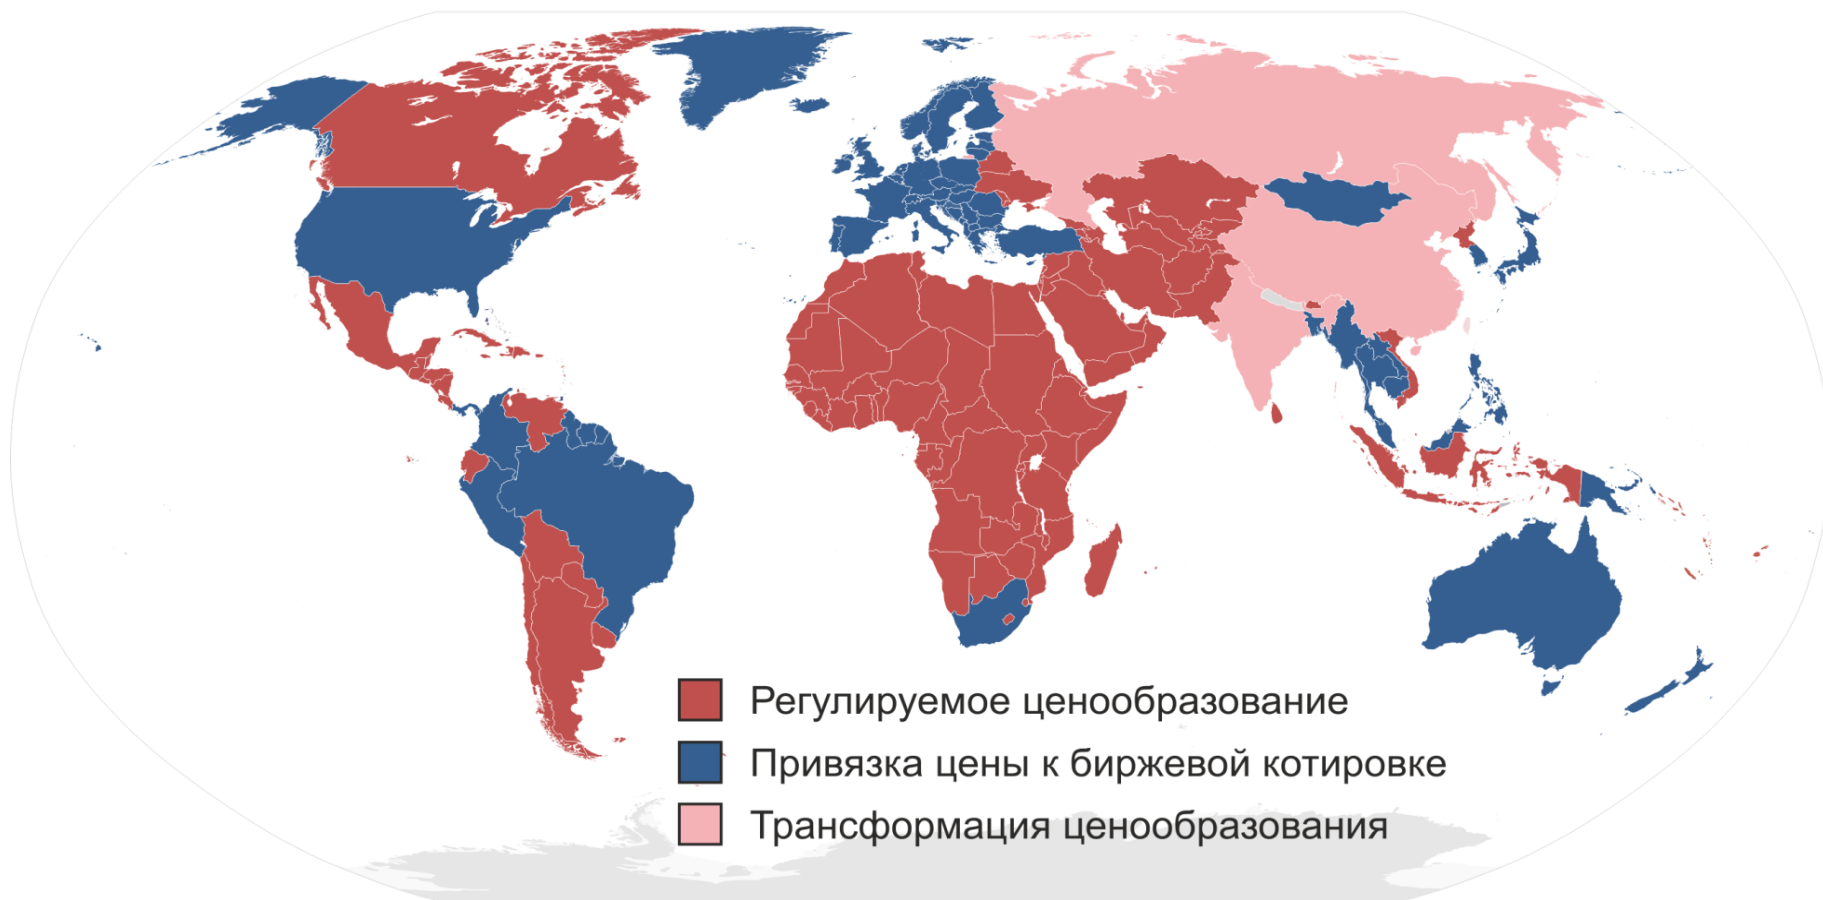 Регулируемое ценообразование
Привязка цены к биржевой котировке
Трансформация ценообразования